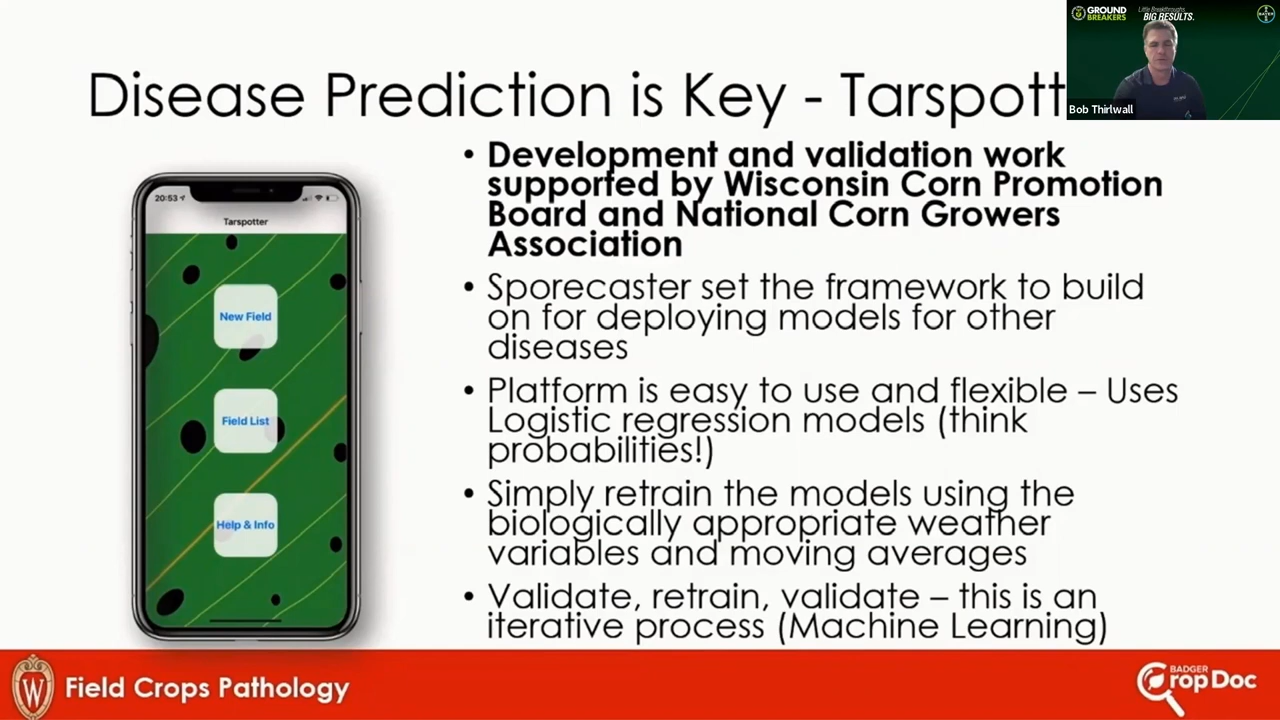 GROUND
BREAKERS
Little Breakthroughs.
BIG RESULTS.
BAYER
Bob Thirlwall
Disease Prediction is Key - Tarspott
• Development and validation work
supported by Wisconsin Corn Promotion
Board and National Corn Growers
Association
• Sporecaster set the framework to build
on for deploying models for other
diseases
• Platform is easy to use and flexible – Uses
Logistic regression models (think
probabilities!)
• Simply retrain the models using the
biologically appropriate weather
variables and moving averages
• Validate, retrain, validate – this is an
iterative process (Machine Learning)
20:53
Tarspotter
New Field
Field List
Help & Info
W
Field Crops Pathology
BADGER
CropDoc